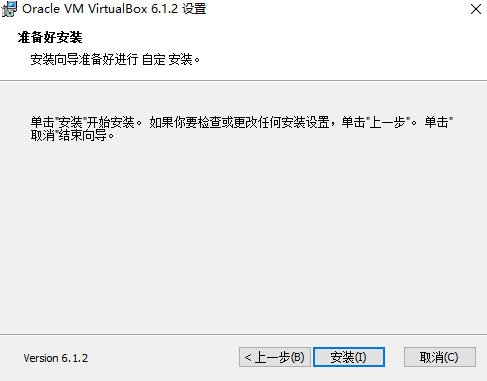 Oracle VM VirtualBox 6.1.2 设置
准备好安装
安装向导准备好进行 自定 安装。
单击"安装"开始安装。 如果你要检查或更改任何安装设置，单击"上一步"。 单击"
取消"结束向导。
Version 6.1.2
< 上一步(B)
安装(I)
取消(C)